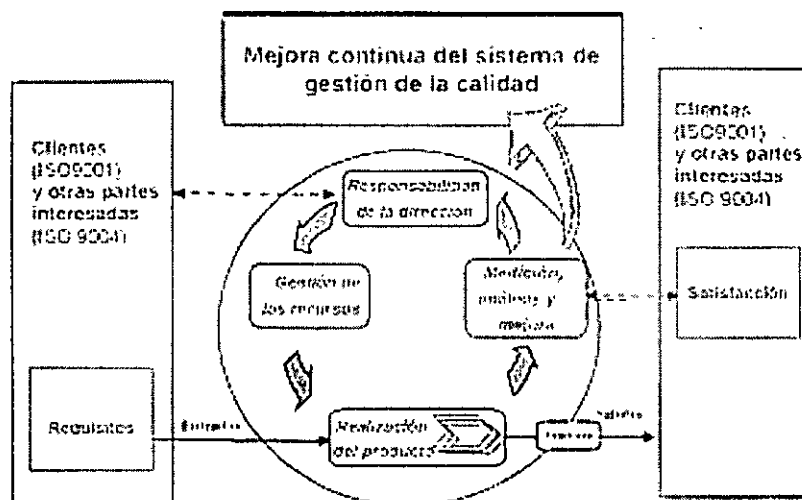 Mejora continua del sistema de
gestión de la calidad
Clientes
(ISO9001)
y otras partes
interesadas
(ISO 9004)
Clientes
(ISO9001)
y otras partes
interesadas
(ISO 9004)
Responsabilidad
de la dirección
Gestión de
los recursos
Medición,
análisis y
mejora
Satisfacción
Requisitos
Entradas
Realización
del producto
Producto
Salidas